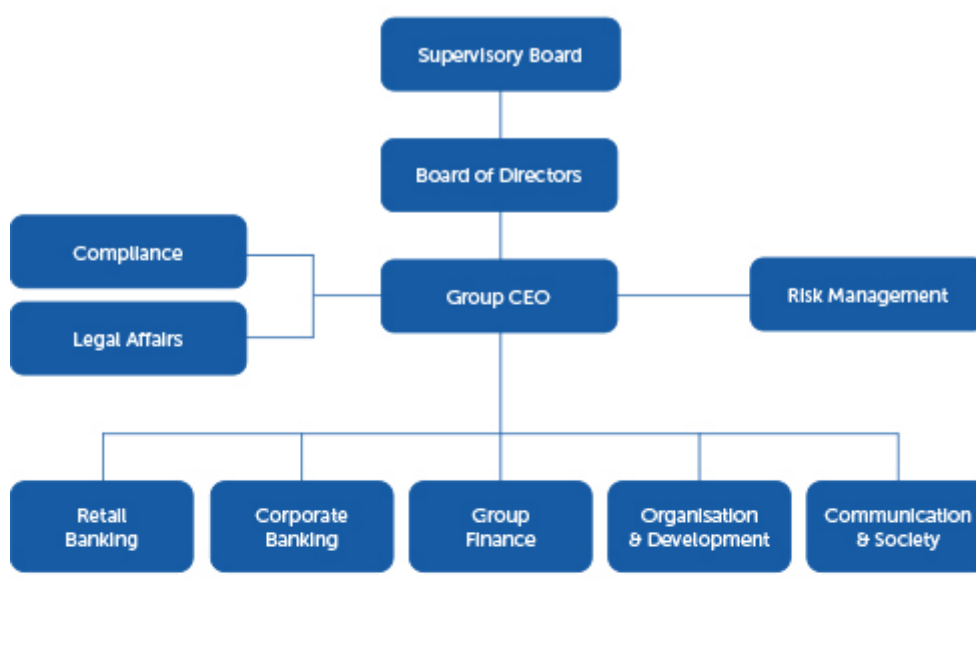 Supervisory Board
Board of Directors
Compliance
Group CEO
Risk Management
Legal Affairs
Retail
Banking
Corporate
Banking
Group
Finance
Organisation
& Development
Communication
& Society